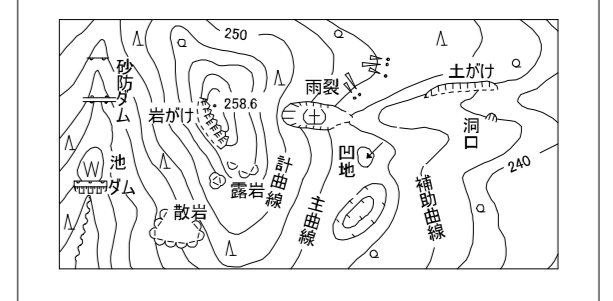 250
砂防ダム
岩がけ
258.6
雨裂
土
土がけ
洞口
240
池
W
ダム
凹地
計曲線
主曲線
補助曲線
露岩
散岩